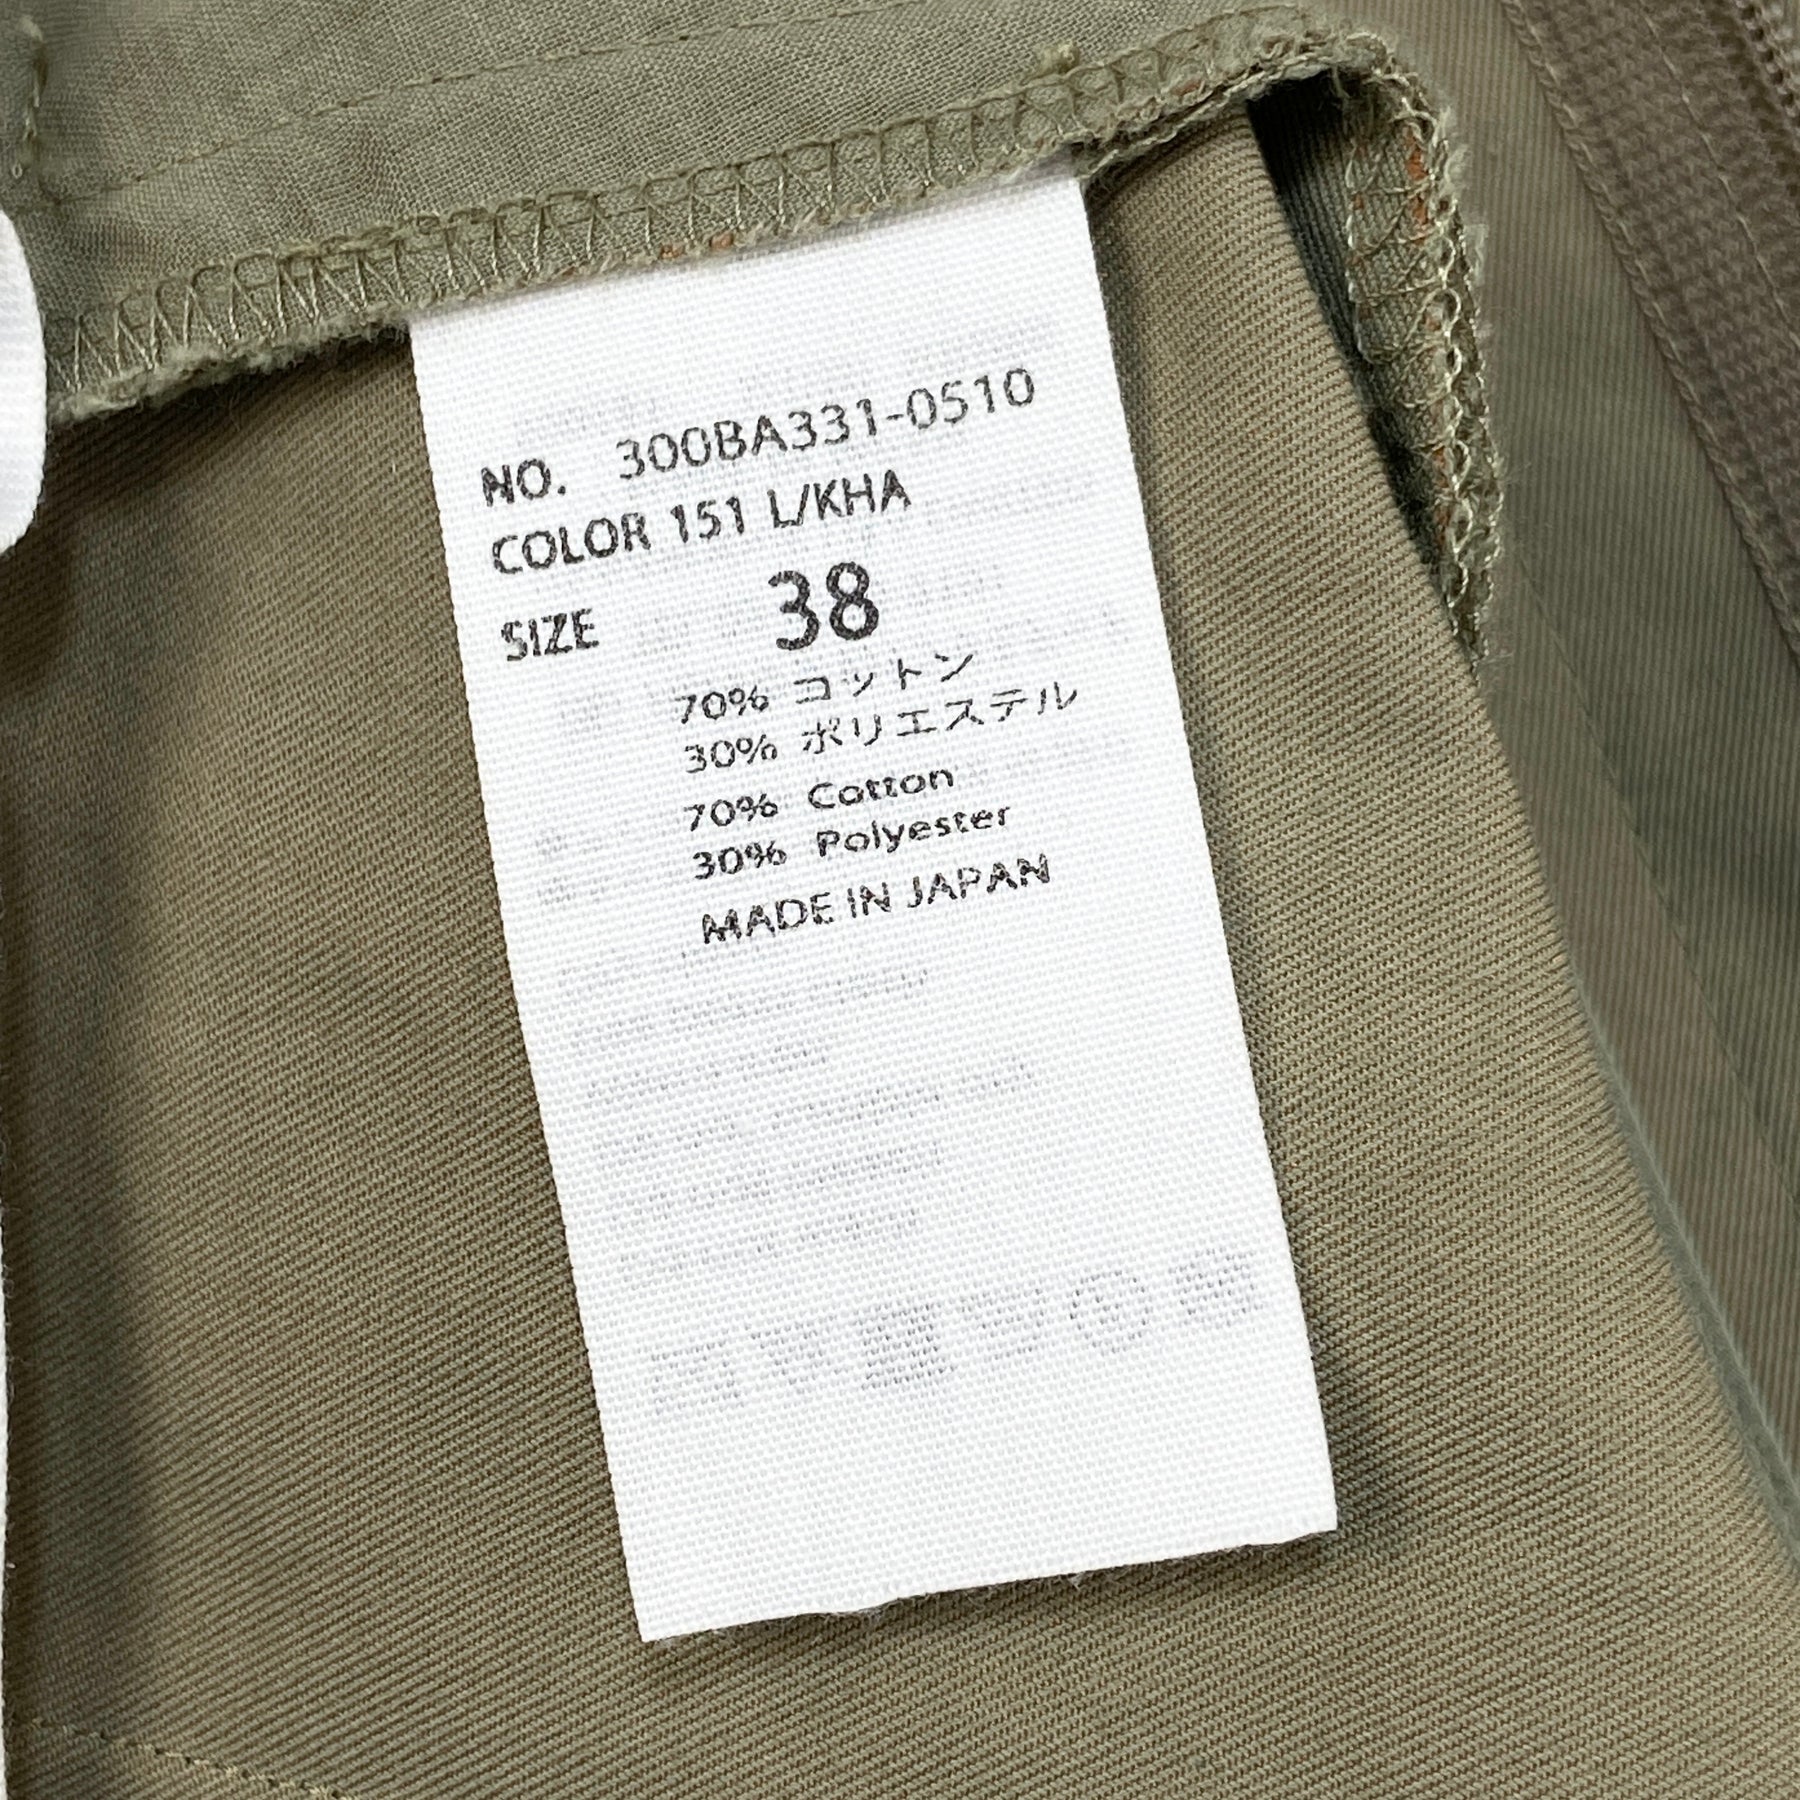 NO. 300BA331-0510
COLOR 151 L/KHA
SIZE 38
70% コットン
30% ポリエステル
70% Cotton
30% Polyester
MADE IN JAPAN